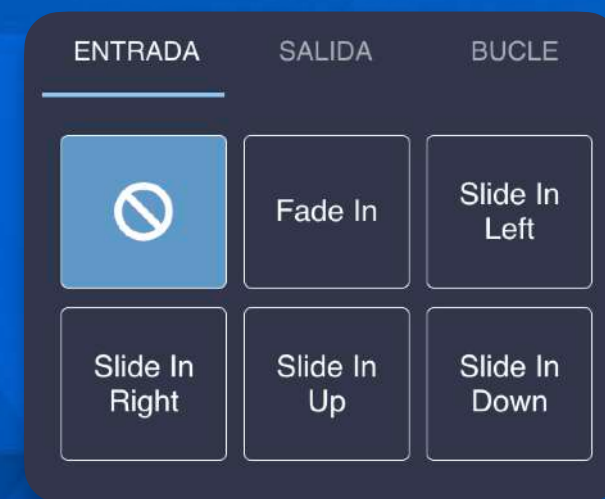 ENTRADA SALIDA BUCLE
Fade In
Slide In
Left
Slide In
Right
Slide In
Up
Slide In
Down